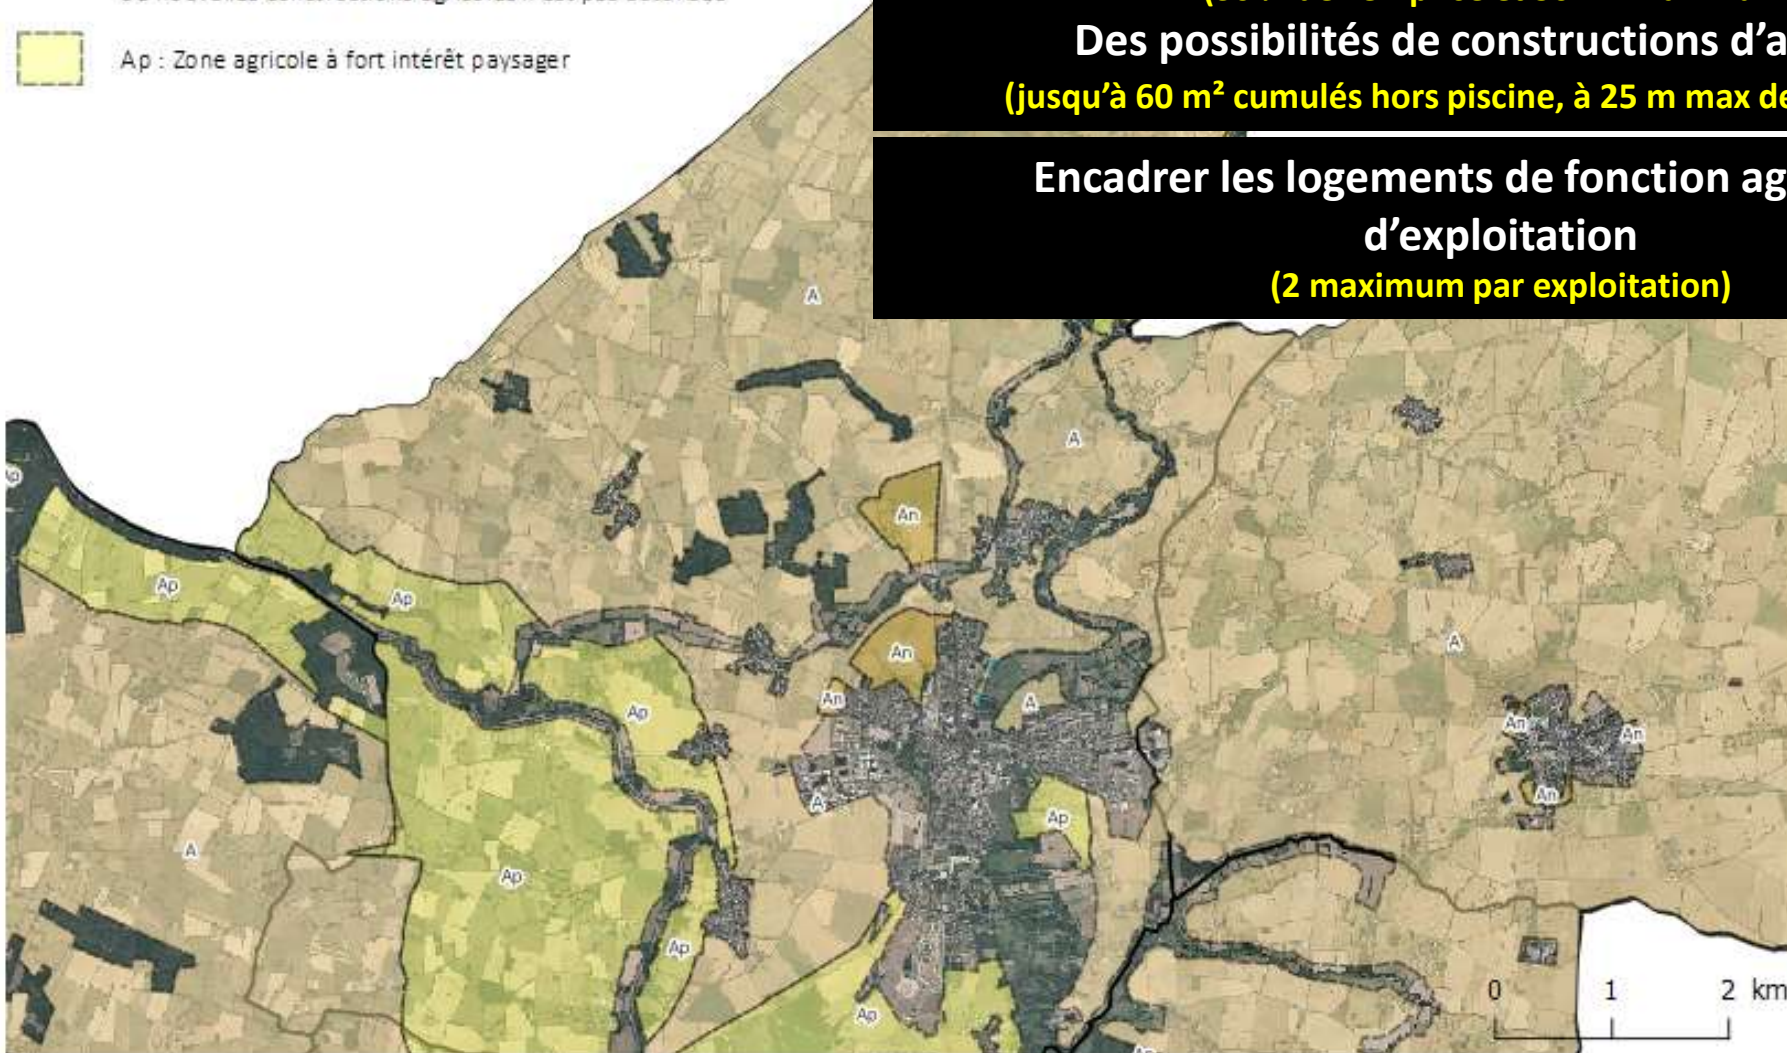 Ap : Zone agricole à fort intérêt paysager
Des possibilités de constructions d’a
(jusqu’à 60 m² cumulés hors piscine, à 25 m max de
Encadrer les logements de fonction ag
d’exploitation
(2 maximum par exploitation)
A
A
Ap
An
Ap
Ap
A
An
An
Ap
A
An
An
An
A
Ap
A
Ap
Ap
Ap
0 1 2 km